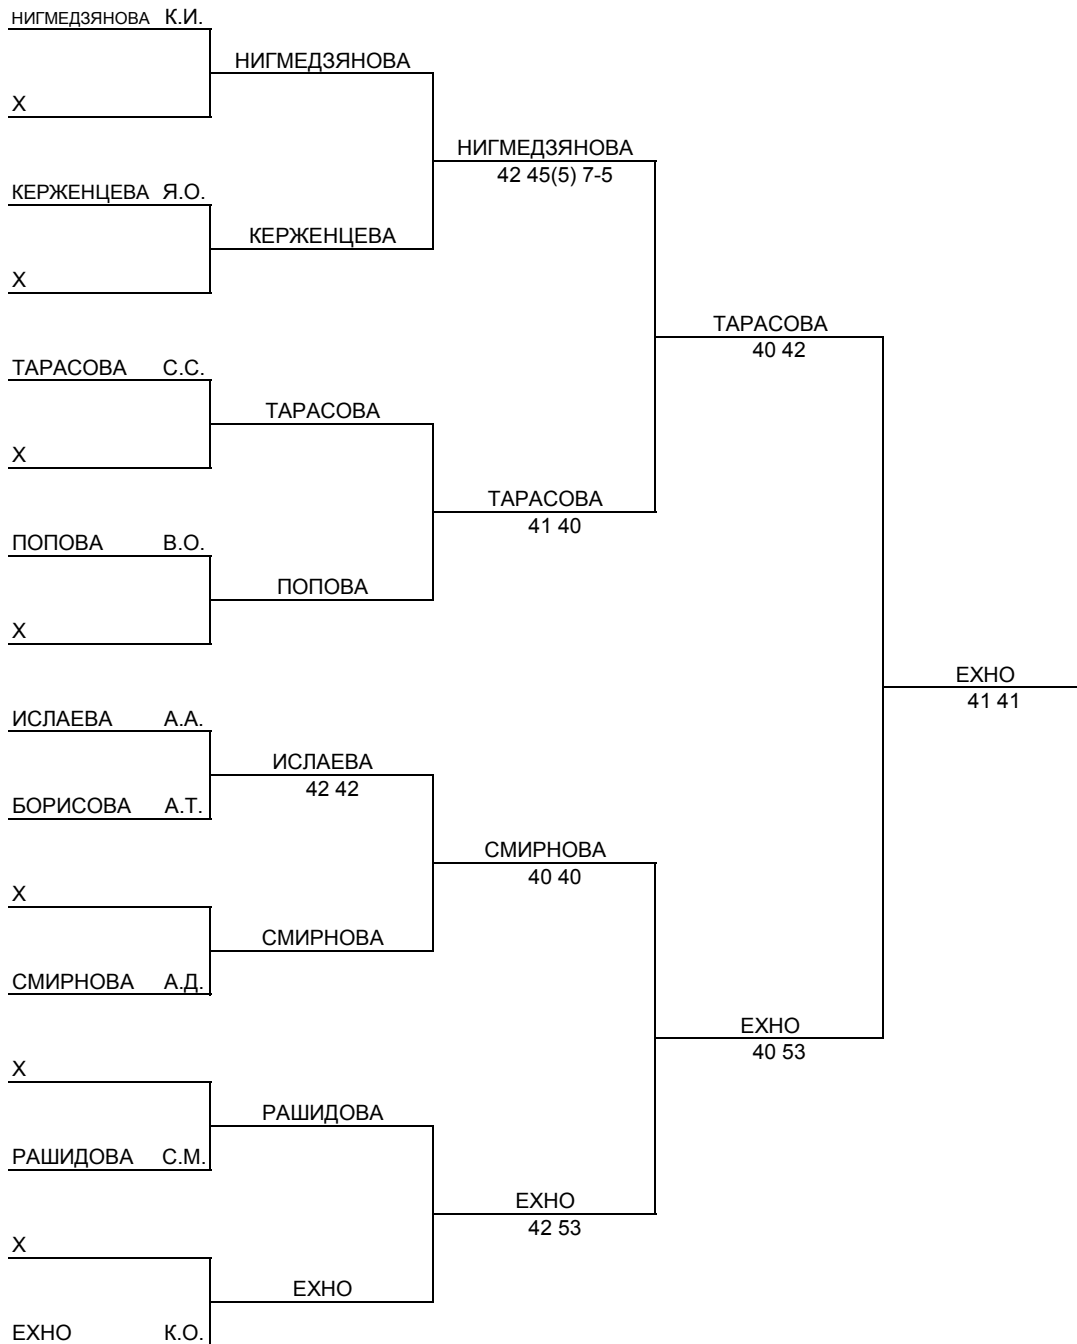 НИГМЕДЗЯНОВА К.И.
НИГМЕДЗЯНОВА
Х
НИГМЕДЗЯНОВА
42 45(5) 7-5
КЕРЖЕНЦЕВА Я.О.
КЕРЖЕНЦЕВА
Х
ТАРАСОВА
40 42
ТАРАСОВА С.С.
ТАРАСОВА
Х
ТАРАСОВА
41 40
ПОПОВА В.О.
ПОПОВА
Х
ЕХНО
41 41
ИСЛАЕВА А.А.
ИСЛАЕВА
42 42
БОРИСОВА А.Т.
СМИРНОВА
40 40
Х
СМИРНОВА
СМИРНОВА А.Д.
ЕХНО
40 53
Х
РАШИДОВА
РАШИДОВА С.М.
ЕХНО
42 53
Х
ЕХНО
ЕХНО К.О.